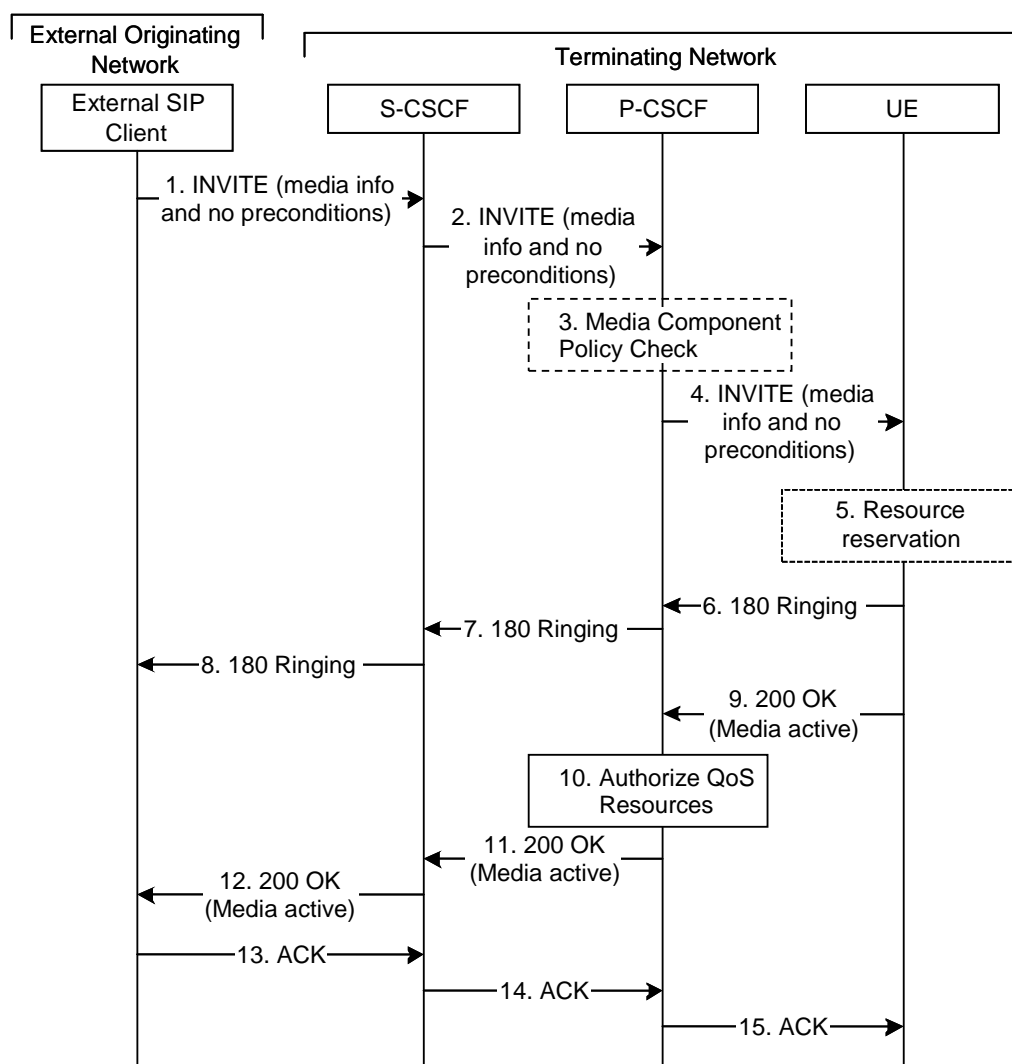 External Originating
Network
Terminating Network
External SIP
Client
S-CSCF
P-CSCF
UE
1. INVITE (media info
and no preconditions)
2. INVITE (media
info and no
preconditions)
3. Media Component
Policy Check
4. INVITE (media
info and no
preconditions)
5. Resource
reservation
6. 180 Ringing
7. 180 Ringing
8. 180 Ringing
9. 200 OK
(Media active)
10. Authorize QoS
Resources
11. 200 OK
(Media active)
12. 200 OK
(Media active)
13. ACK
14. ACK
15. ACK